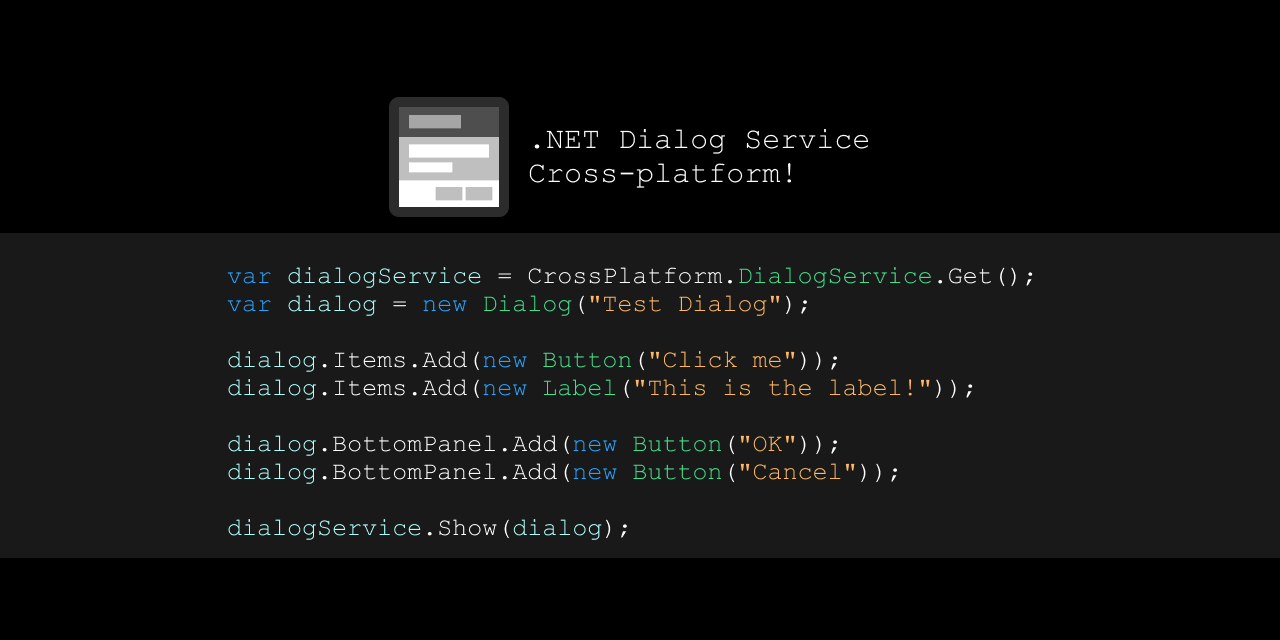 .NET Dialog Service
Cross-platform!
var dialogService = CrossPlatform.DialogService.Get();
var dialog = new Dialog("Test Dialog");
dialog.Items.Add(new Button("Click me"));
dialog.Items.Add(new Label("This is the label!"));
dialog.BottomPanel.Add(new Button("OK"));
dialog.BottomPanel.Add(new Button("Cancel"));
dialogService.Show(dialog);